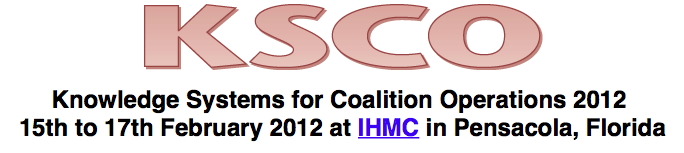 KSCO
Knowledge Systems for Coalition Operations 2012
15th to 17th February 2012 at IHMC in Pensacola, Florida